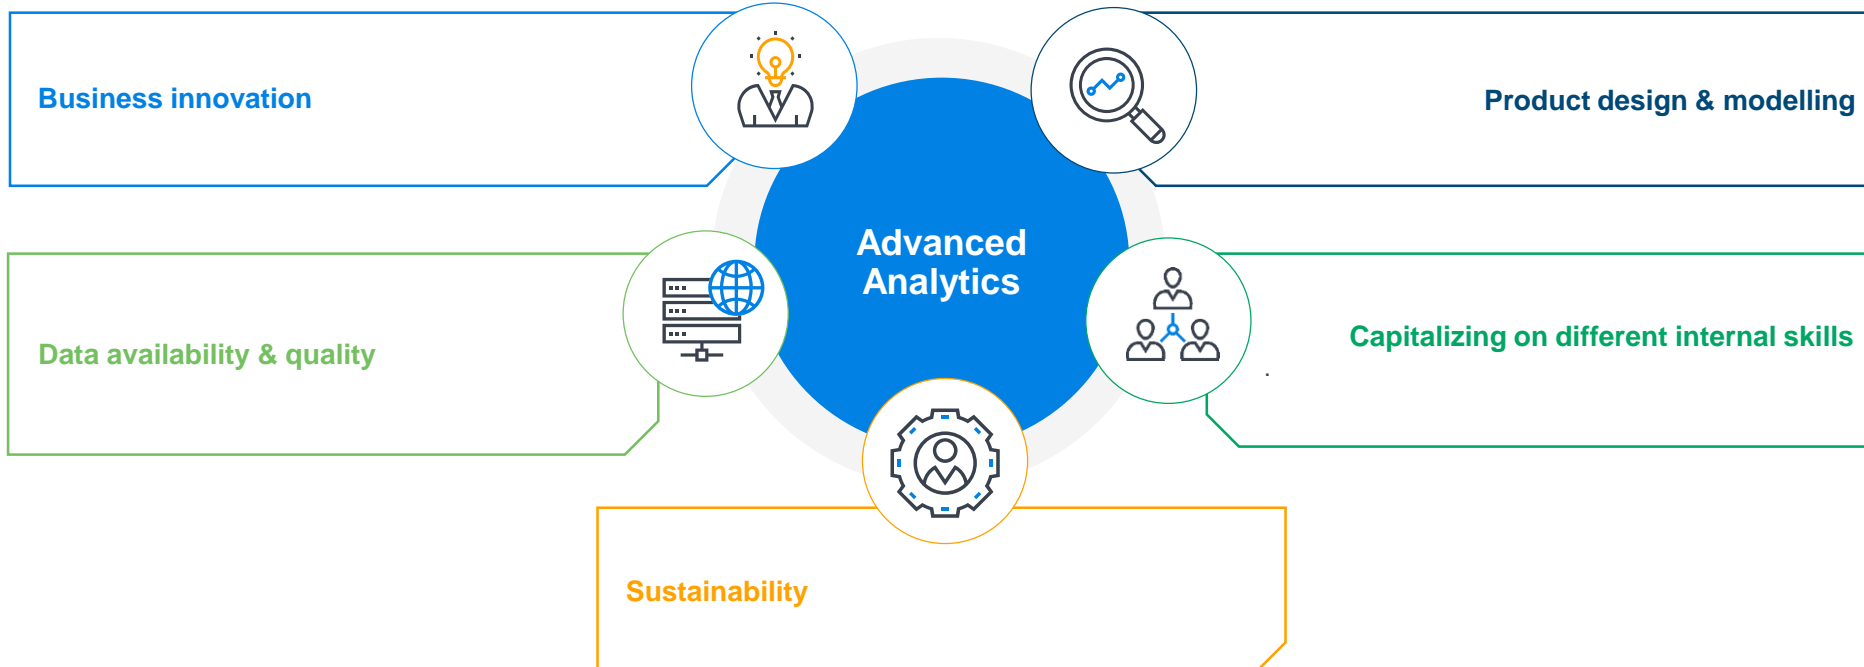 Business innovation
Product design & modelling
Advanced
Analytics
Data availability & quality
Capitalizing on different internal skills
.
Sustainability